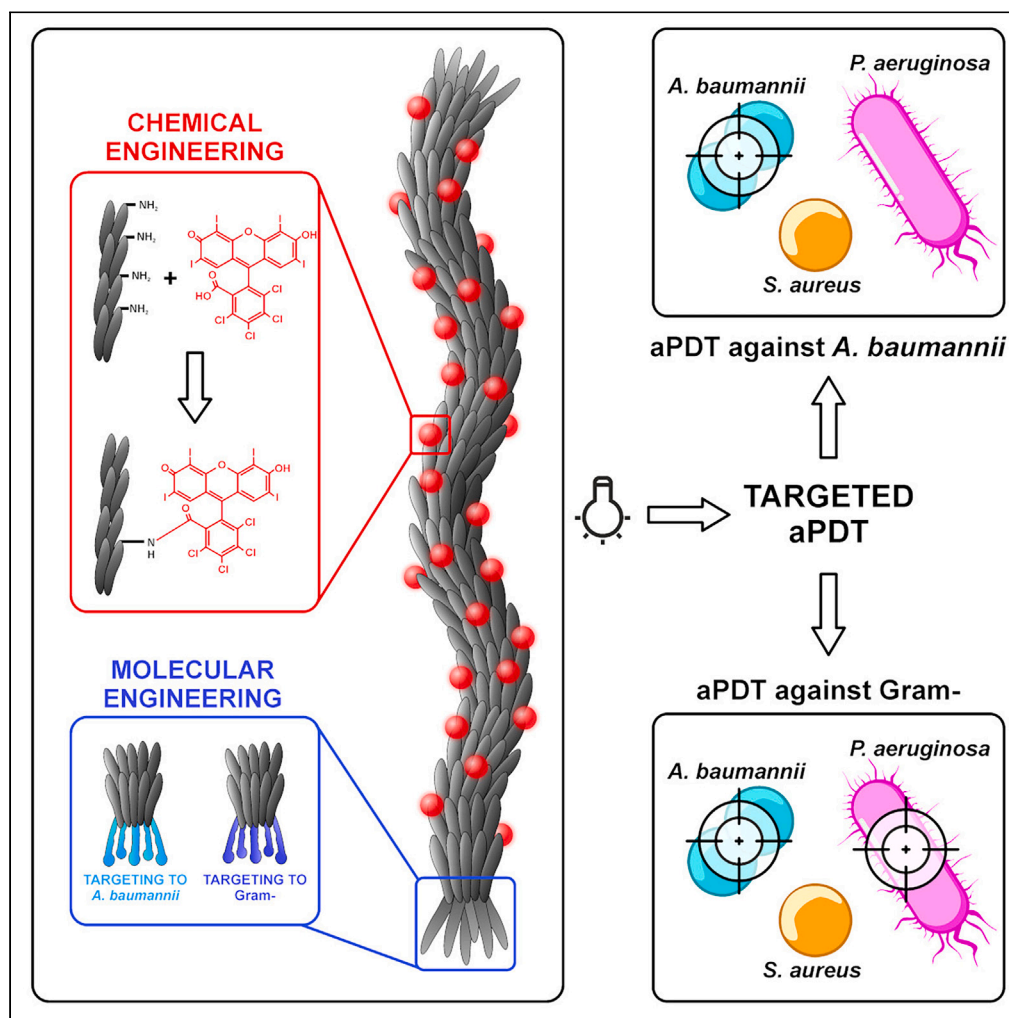 CHEMICAL
ENGINEERING
NH₂
NH₂
NH₂
NH₂
+
I
I
O
O
OH
I
I
O
HO
Cl
Cl
Cl
Cl
I
I
O
O
OH
I
I
O
N
H
Cl
Cl
Cl
Cl
MOLECULAR
ENGINEERING
TARGETING TO
A. baumannii
TARGETING TO
Gram-
P. aeruginosa
A. baumannii
S. aureus
aPDT against A. baumannii
TARGETED
aPDT
aPDT against Gram-
P. aeruginosa
A. baumannii
S. aureus